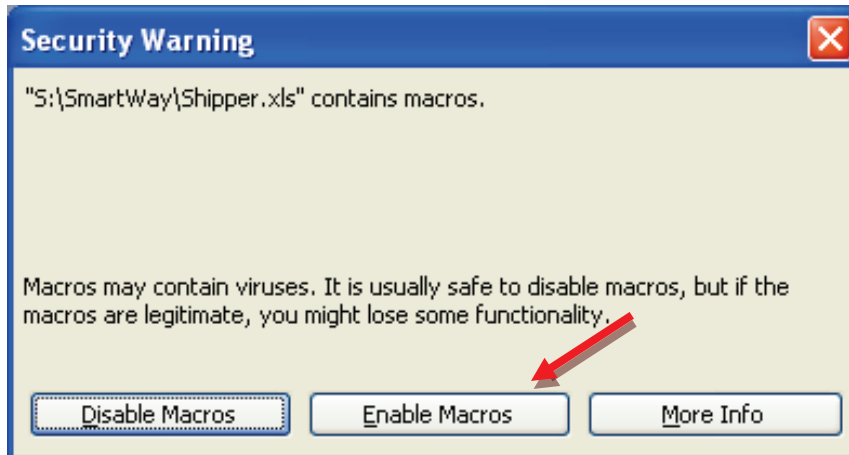 Security Warning
"S:\SmartWay\Shipper.xls" contains macros.
Macros may contain viruses. It is usually safe to disable macros, but if the
macros are legitimate, you might lose some functionality.
Disable Macros Enable Macros More Info